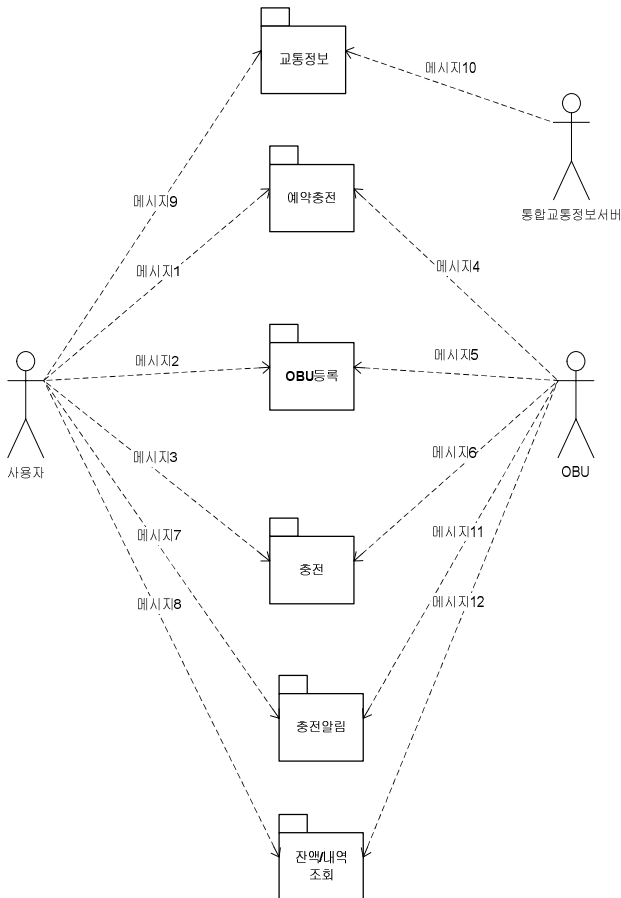 교통정보
메시지10
통합교통정보서버
메시지9
예약충전
메시지1
메시지4
메시지2
OBU등록
메시지5
사용자
OBU
메시지3
메시지6
충전
메시지7
메시지11
메시지8
메시지12
충전알림
잔액/내역
조회